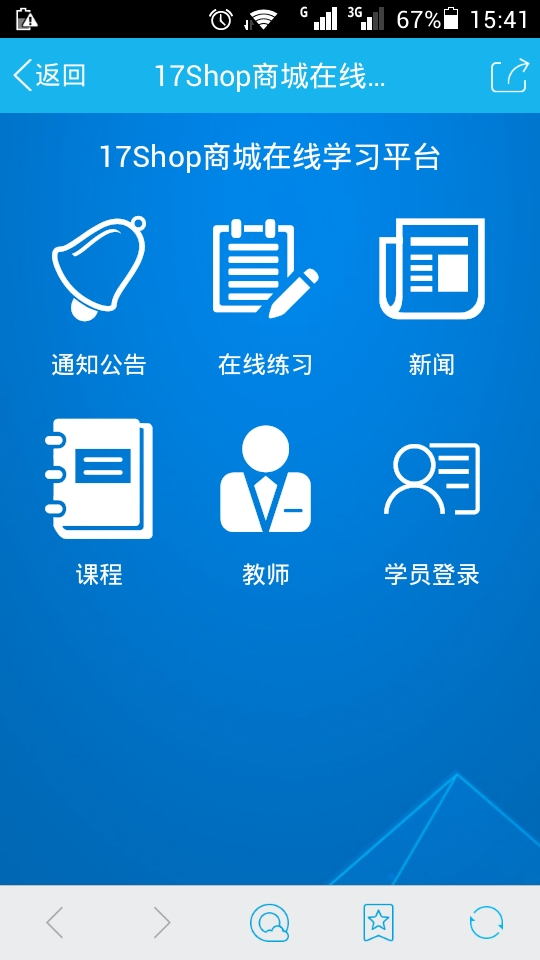 G 3G 67% 15:41
返回 17Shop商城在线...
17Shop商城在线学习平台
通知公告 在线练习 新闻
课程 教师 学员登录